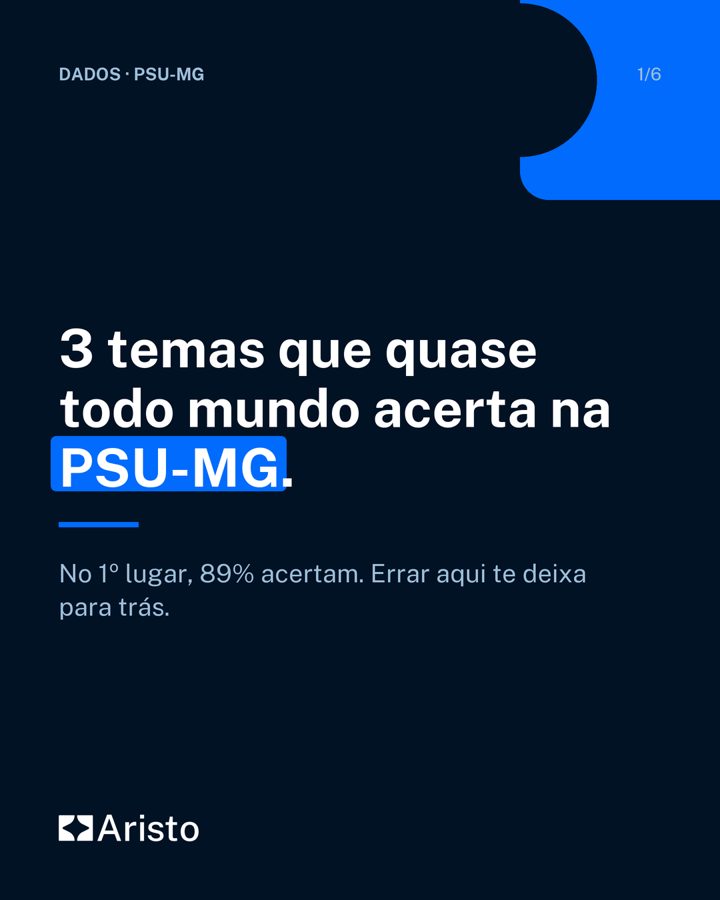 DADOS · PSU-MG
1/6
3 temas que quase
todo mundo acerta na
PSU-MG.
No 1º lugar, 89% acertam. Errar aqui te deixa
para trás.
Aristo